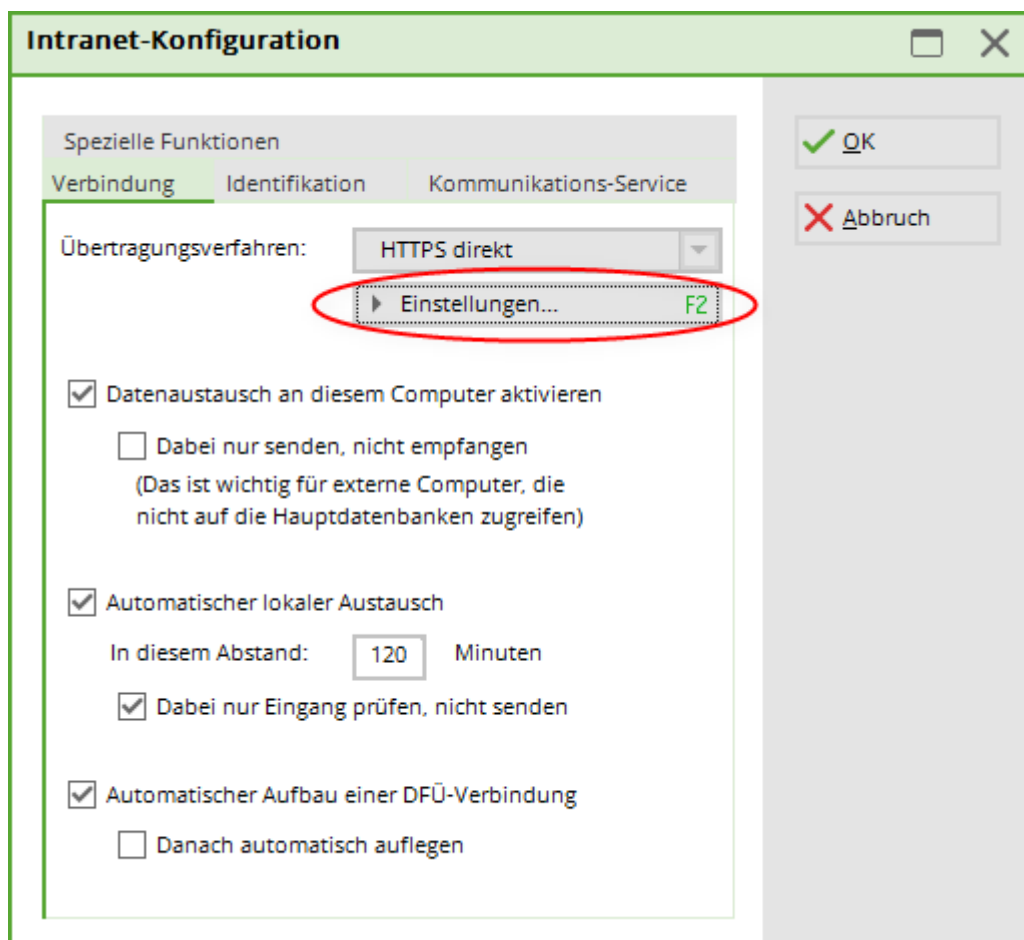 Intranet-Konfiguration
Spezielle Funktionen
Verbindung Identifikation Kommunikations-Service
OK
Abbruch
Übertragungsverfahren: HTTPS direkt
Einstellungen... F2
Datenaustausch an diesem Computer aktivieren
Dabei nur senden, nicht empfangen
(Das ist wichtig für externe Computer, die
nicht auf die Hauptdatenbanken zugreifen)
Automatischer lokaler Austausch
In diesem Abstand: 120 Minuten
Dabei nur Eingang prüfen, nicht senden
Automatischer Aufbau einer DFÜ-Verbindung
Danach automatisch auflegen